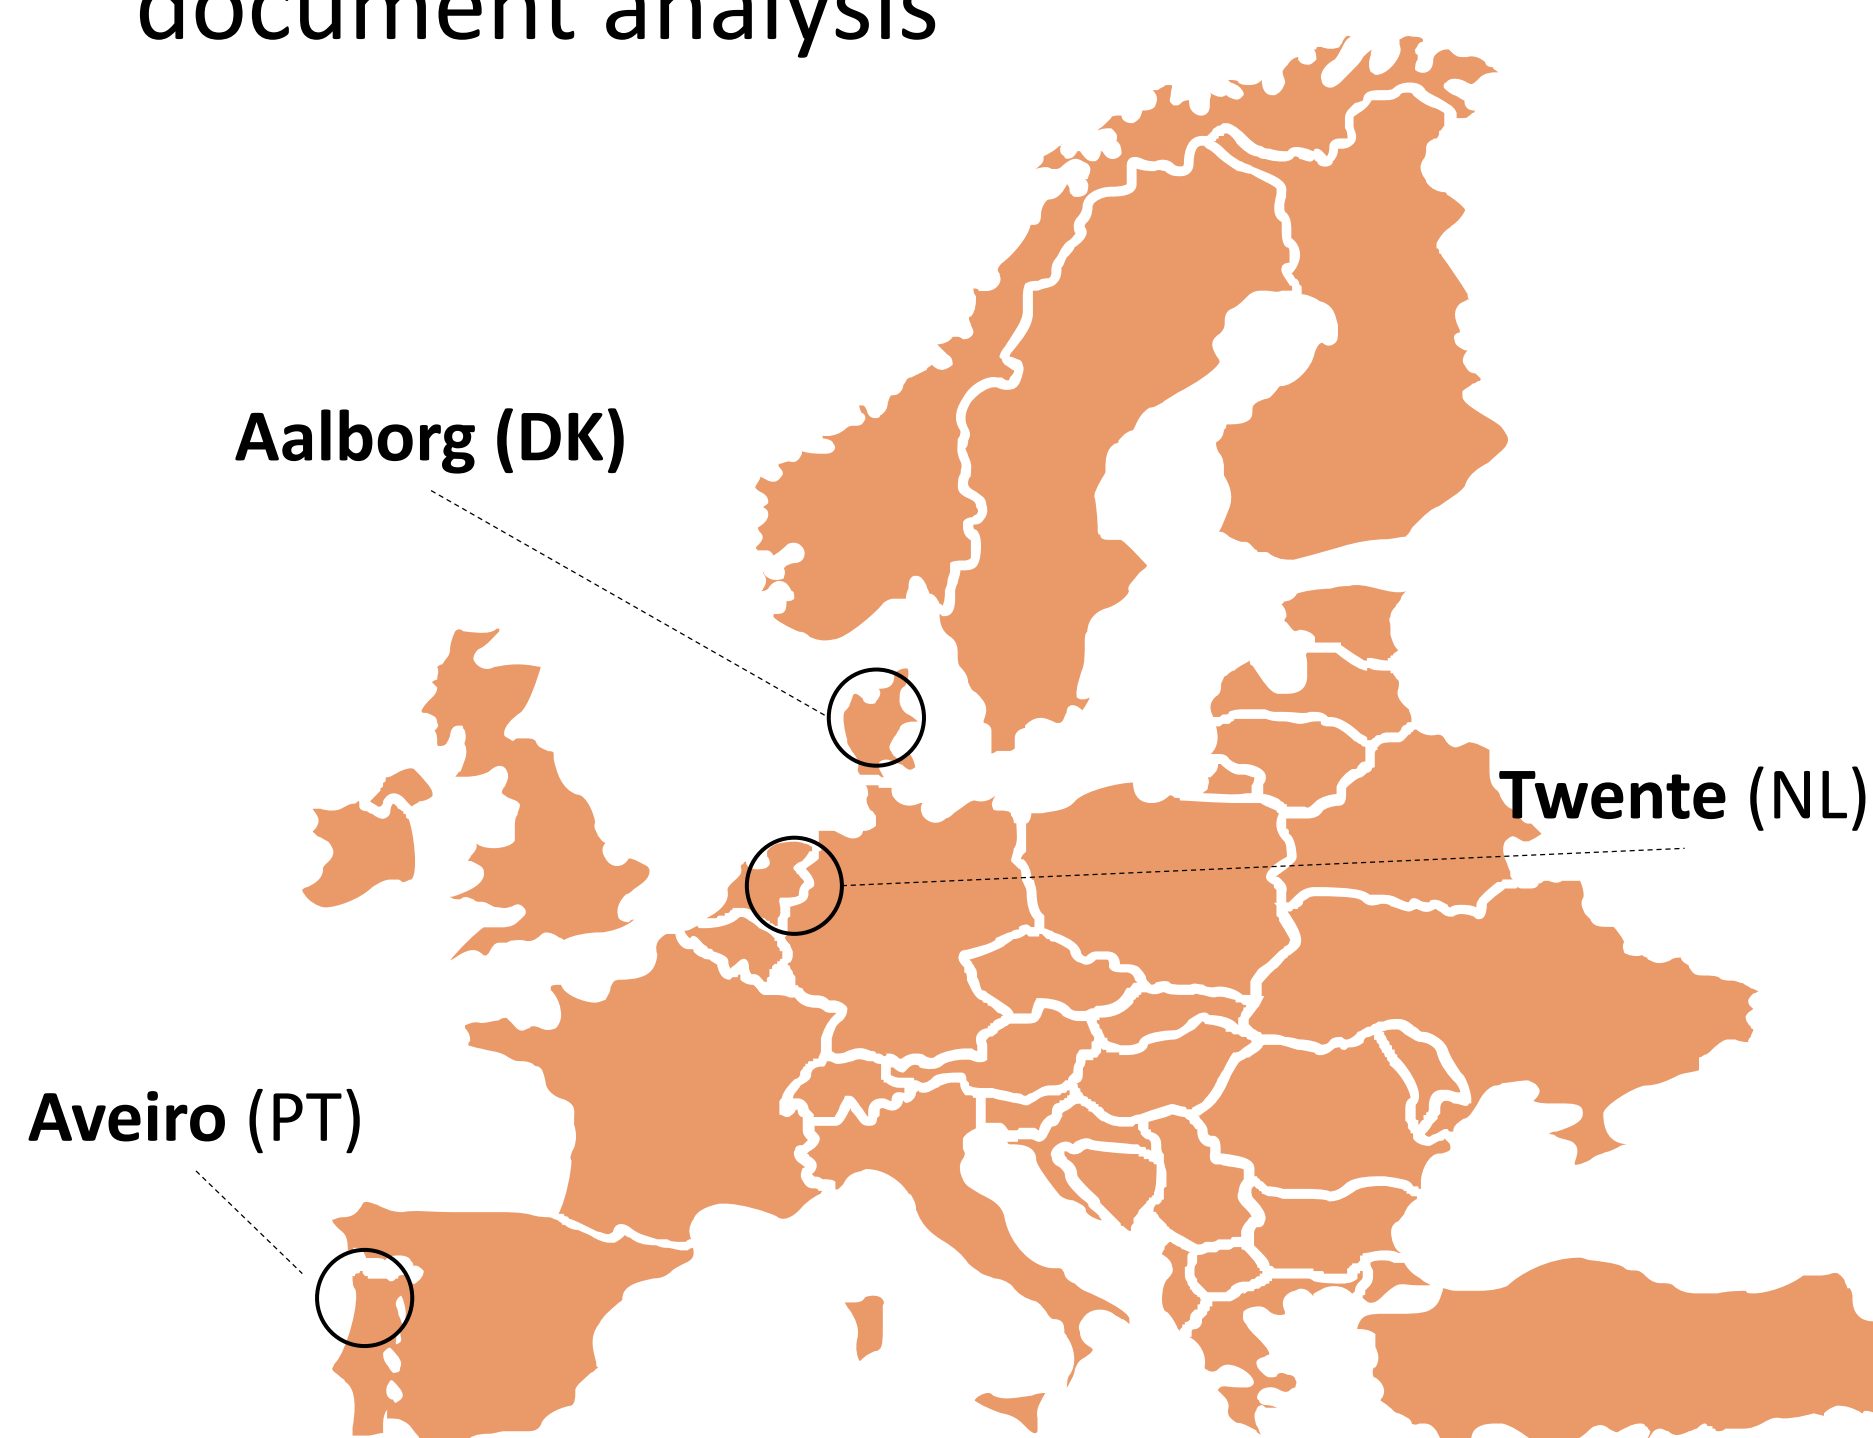 document analysis
Aalborg (DK)
Twente (NL)
Aveiro (PT)